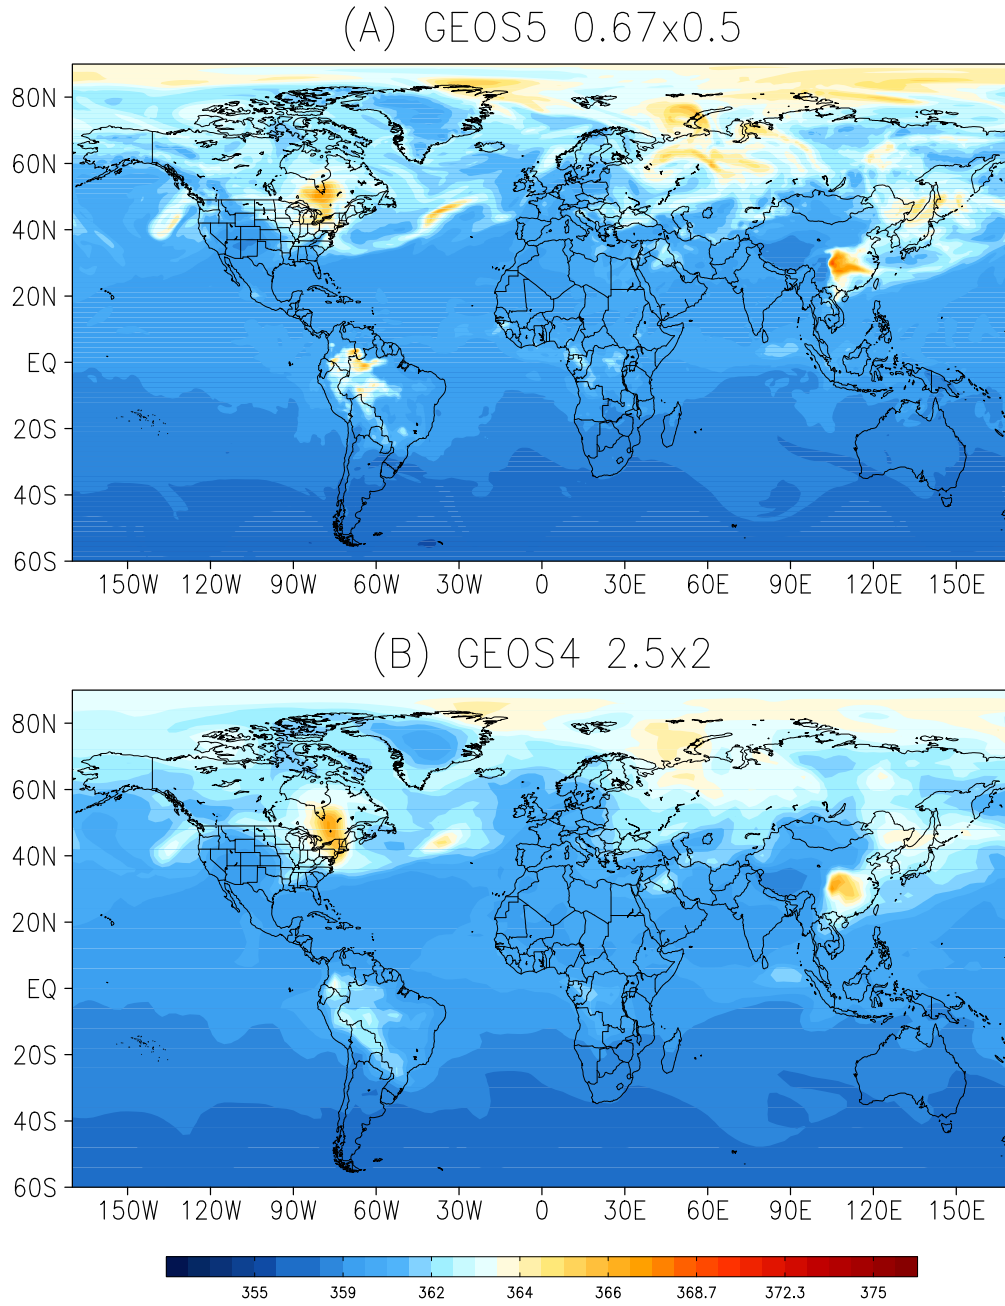 (A) GEOS5 0.67x0.5
80N
60N
40N
20N
EQ
20S
40S
60S
150W 120W 90W 60W 30W 0 30E 60E 90E 120E 150E
(B) GEOS4 2.5x2
80N
60N
40N
20N
EQ
20S
40S
60S
150W 120W 90W 60W 30W 0 30E 60E 90E 120E 150E
355 359 362 364 366 368.7 372.3 375